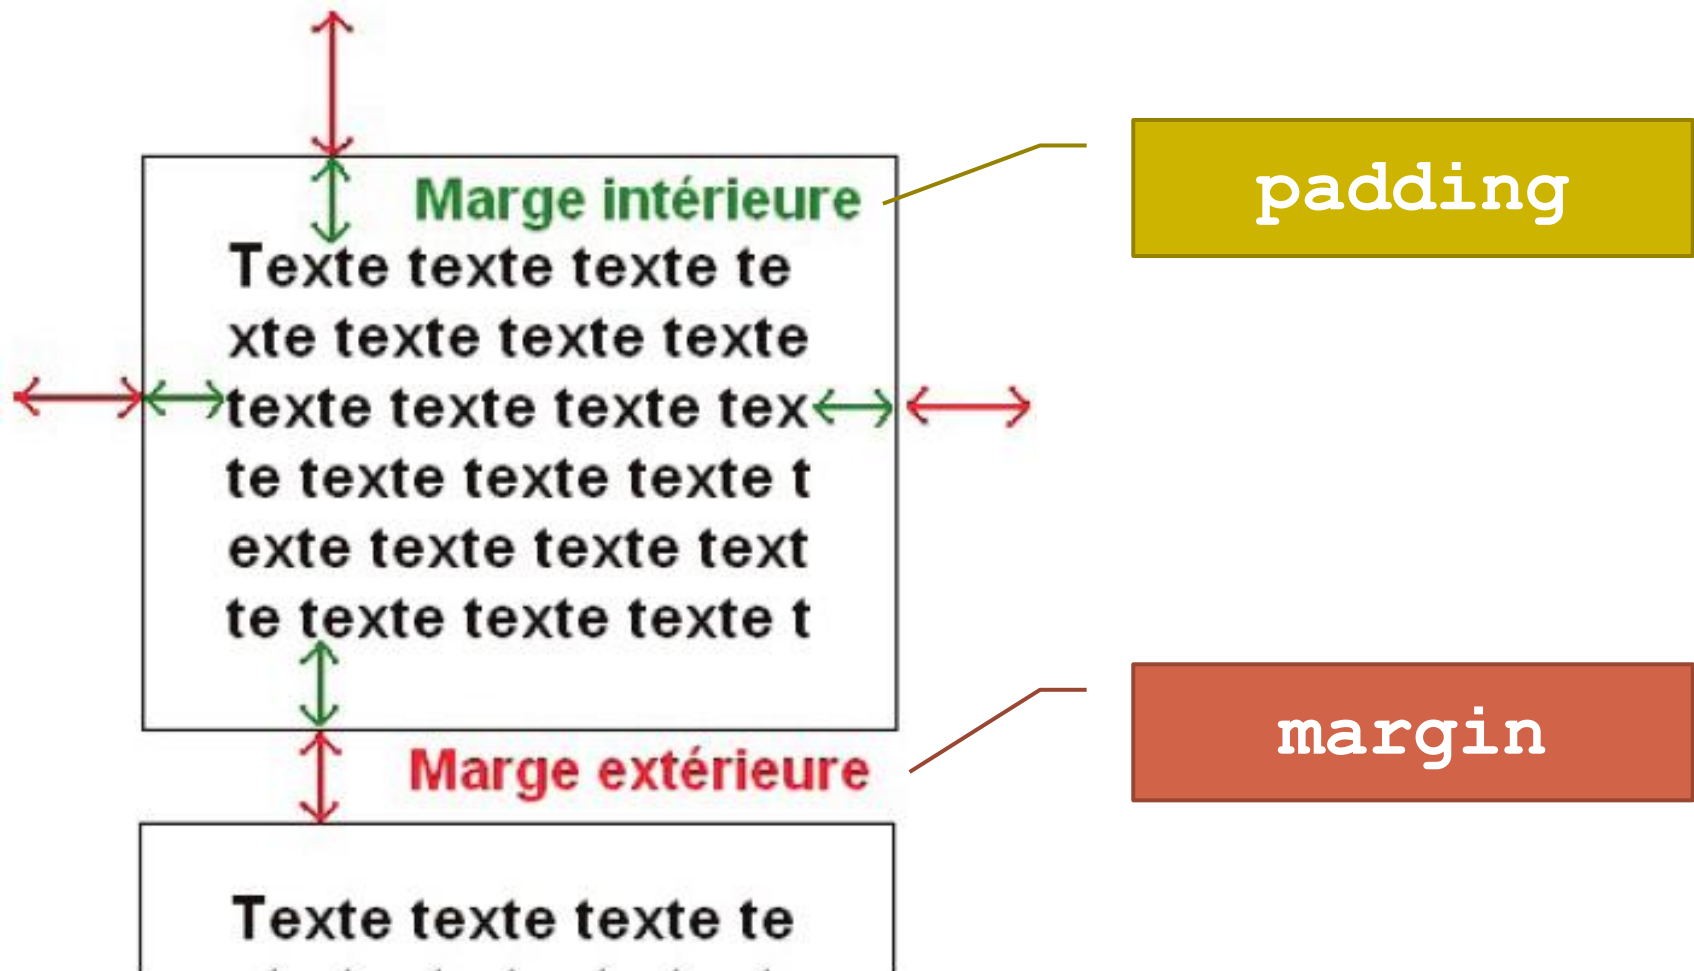 Marge intérieure
padding
Texte texte texte te
xte texte texte texte
texte texte texte tex
te texte texte texte t
exte texte texte text
te texte texte texte t
margin
Marge extérieure
Texte texte texte te